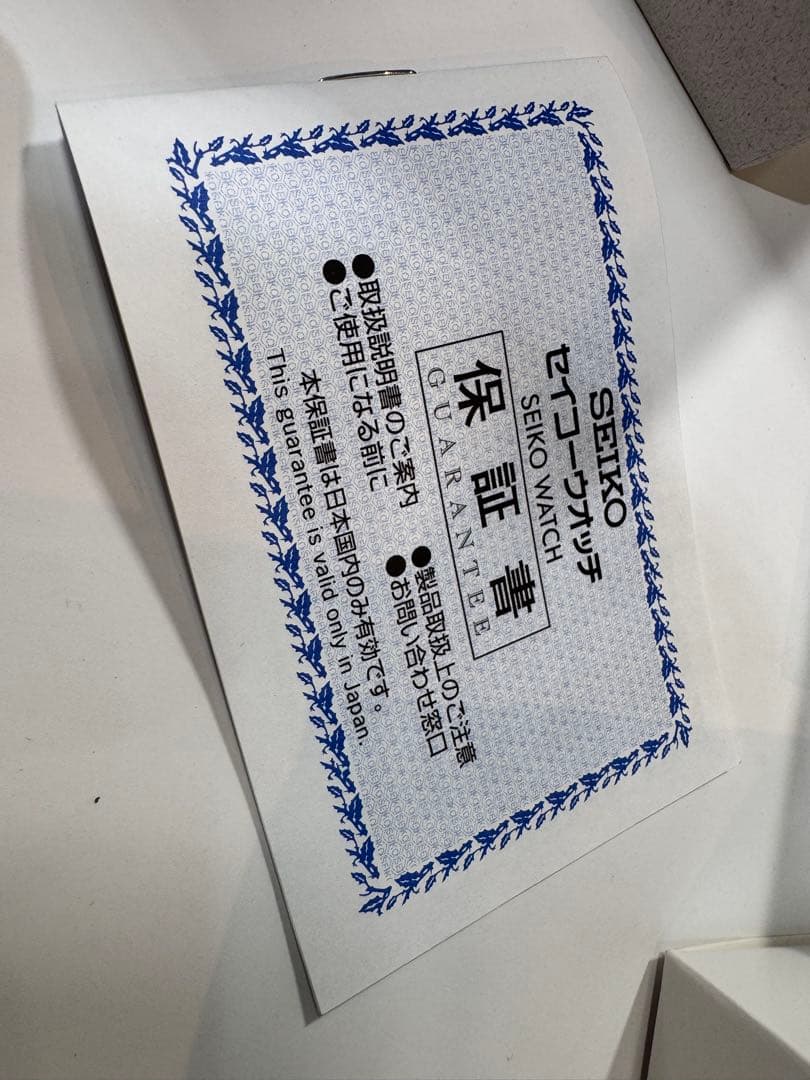 SEIKO
セイコーウオッチ
SEIKO WATCH
保証書
GUARANTEE
●取扱説明書のご案内
●ご使用になる前に
●製品取扱上のご注意
●お問い合わせ窓口
本保証書は日本国内のみ有効です。
This guarantee is valid only in Japan.